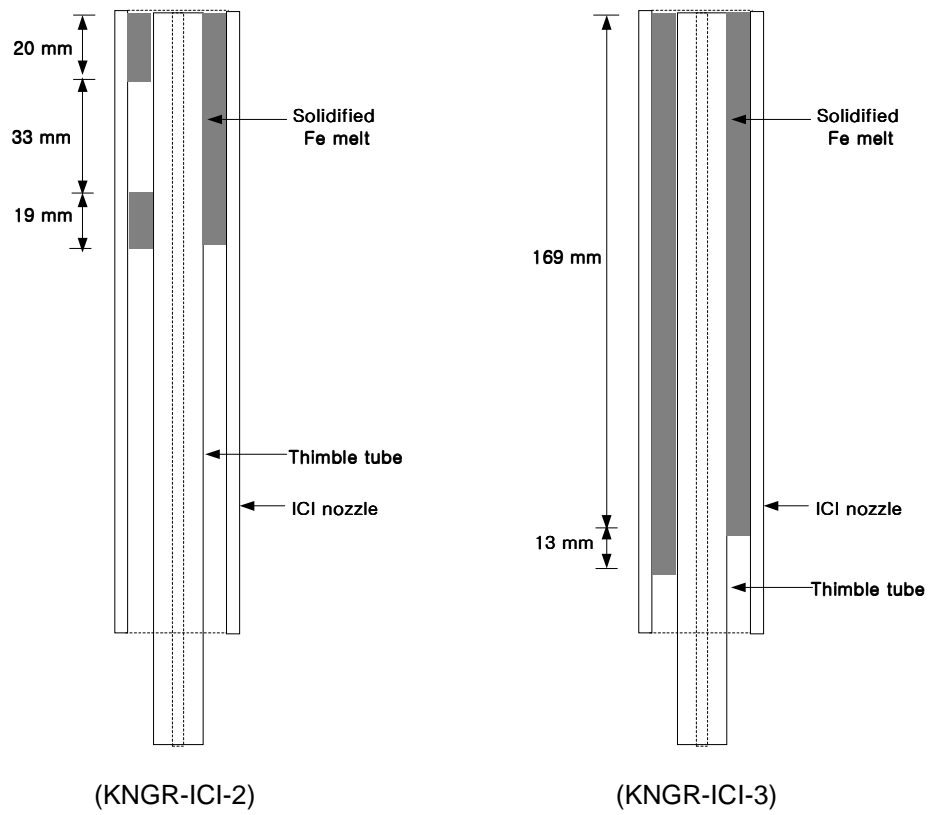 20 mm
33 mm
19 mm
Solidified
Fe melt
Thimble tube
ICI nozzle
(KNGR-ICI-2)
169 mm
13 mm
Solidified
Fe melt
ICI nozzle
Thimble tube
(KNGR-ICI-3)